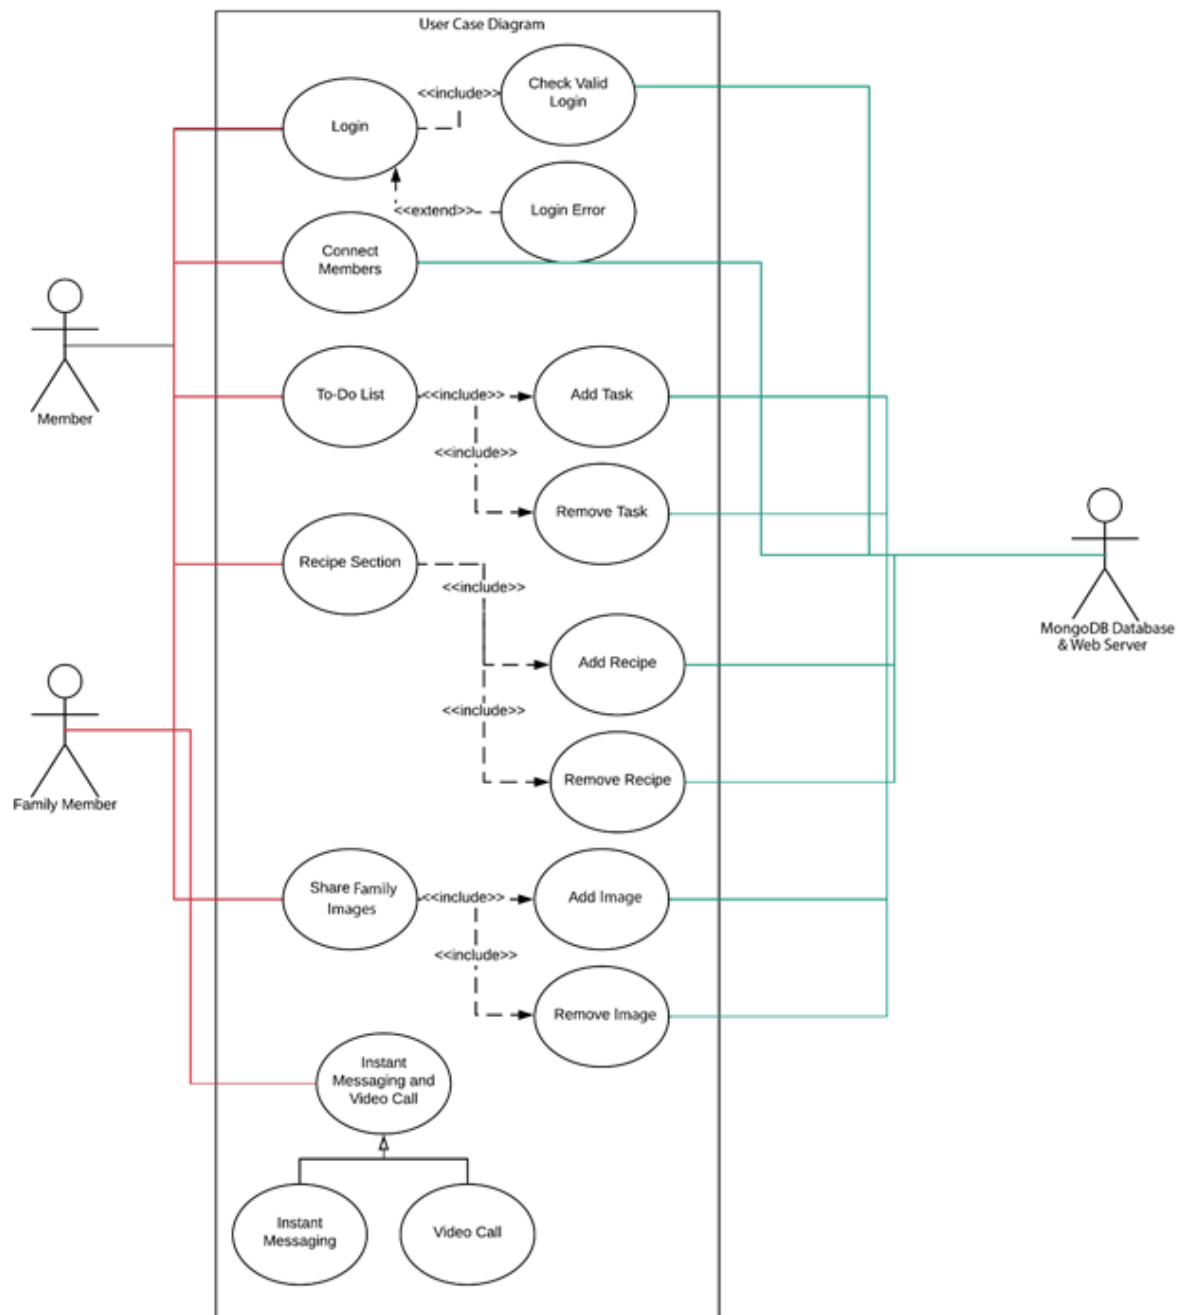 User Case Diagram
Check Valid
Login
<<include>>
Login
<<extend>>
Login Error
Connect
Members
Member
To-Do List
<<include>>
Add Task
<<include>>
Remove Task
Recipe Section
<<include>>
Add Recipe
<<include>>
Remove Recipe
MongoDB Database
& Web Server
Family Member
Share Family
Images
<<include>>
Add Image
<<include>>
Remove Image
Instant
Messaging and
Video Call
Instant
Messaging
Video Call